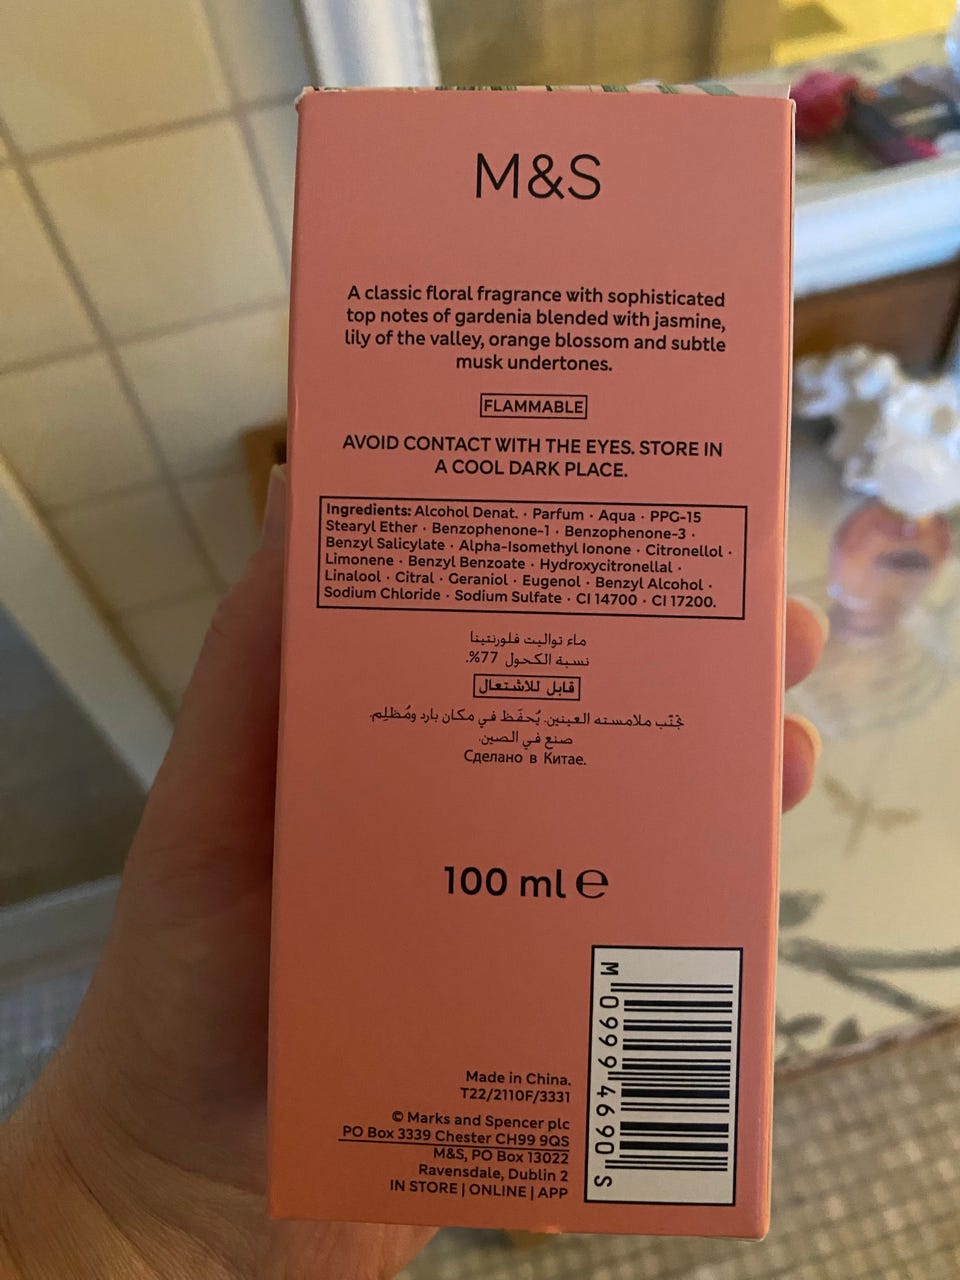 M&S
A classic floral fragrance with sophisticated
top notes of gardenia blended with jasmine,
lily of the valley, orange blossom and subtle
musk undertones.
FLAMMABLE
AVOID CONTACT WITH THE EYES. STORE IN
A COOL DARK PLACE.
Ingredients: Alcohol Denat. · Parfum · Aqua · PPG-15
Stearyl Ether · Benzophenone-1 · Benzophenone-3 ·
Benzyl Salicylate · Alpha-Isomethyl Ionone · Citronellol ·
Limonene · Benzyl Benzoate · Hydroxycitronellal ·
Linalool · Citral · Geraniol · Eugenol · Benzyl Alcohol ·
Sodium Chloride · Sodium Sulfate · CI 14700 · CI 17200.
ماء تواليت فلورنتينا
نسبة الكحول 77%.
قابل للاشتعال
تجنّب ملامسته العينين. يُحفَظ في مكان بارد ومُظلِم.
صنع في الصين.
Сделано в Китае.
100 ml ℮
M 0999 4690 S
Made in China.
T22/2110F/3331
© Marks and Spencer plc
PO Box 3339 Chester CH99 9QS
M&S, PO Box 13022
Ravensdale, Dublin 2
IN STORE | ONLINE | APP